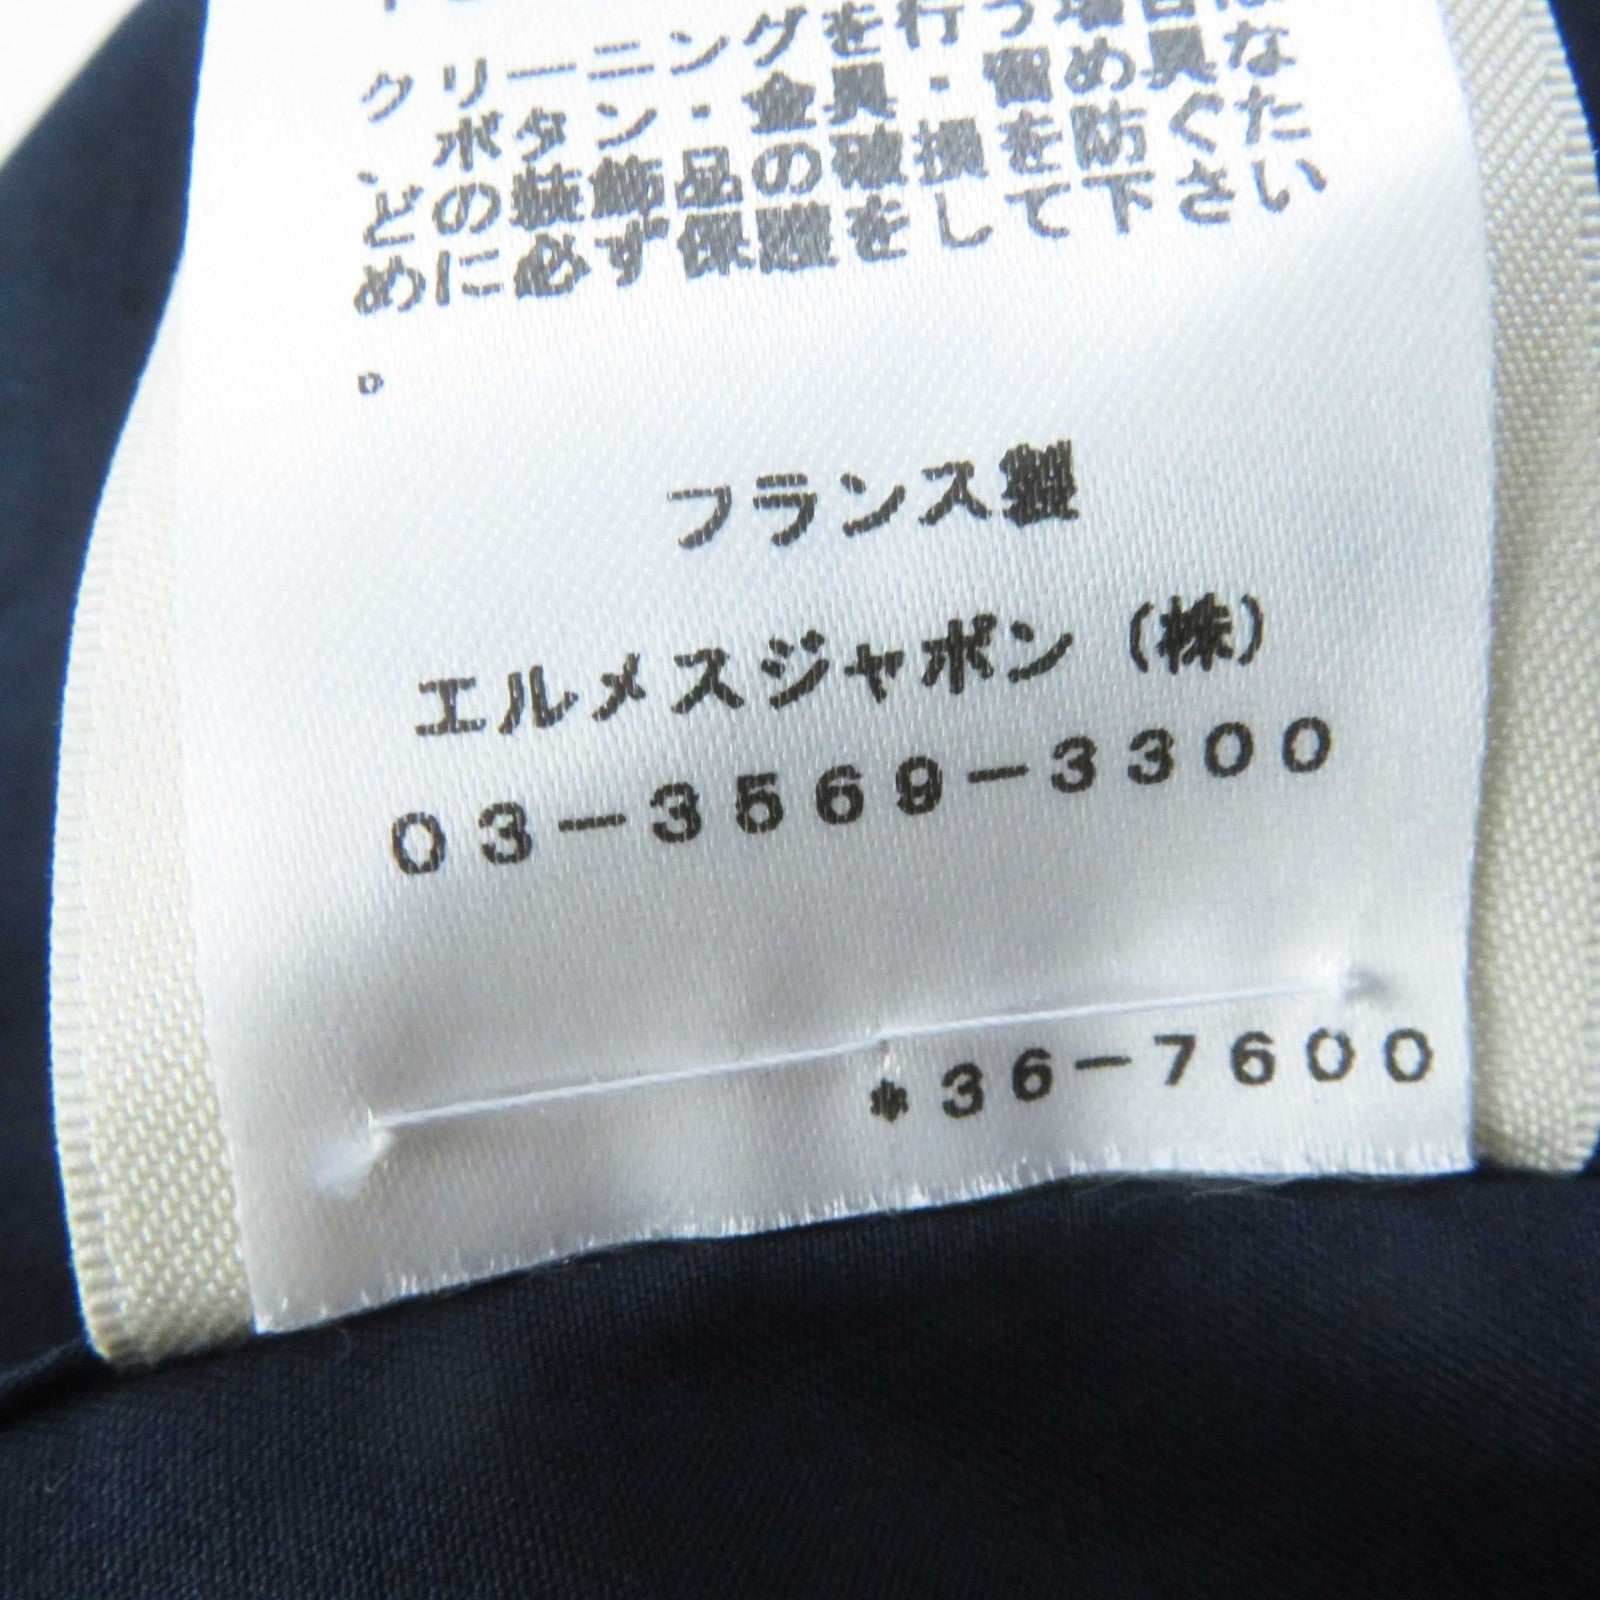 クリーニングを行う場合は
、ボタン・金具・留め具な
どの装飾品の破損を防ぐた
めに必ず保護をして下さい
。
フランス製
エルメスジャポン（株）
03-3569-3300
*36-7600